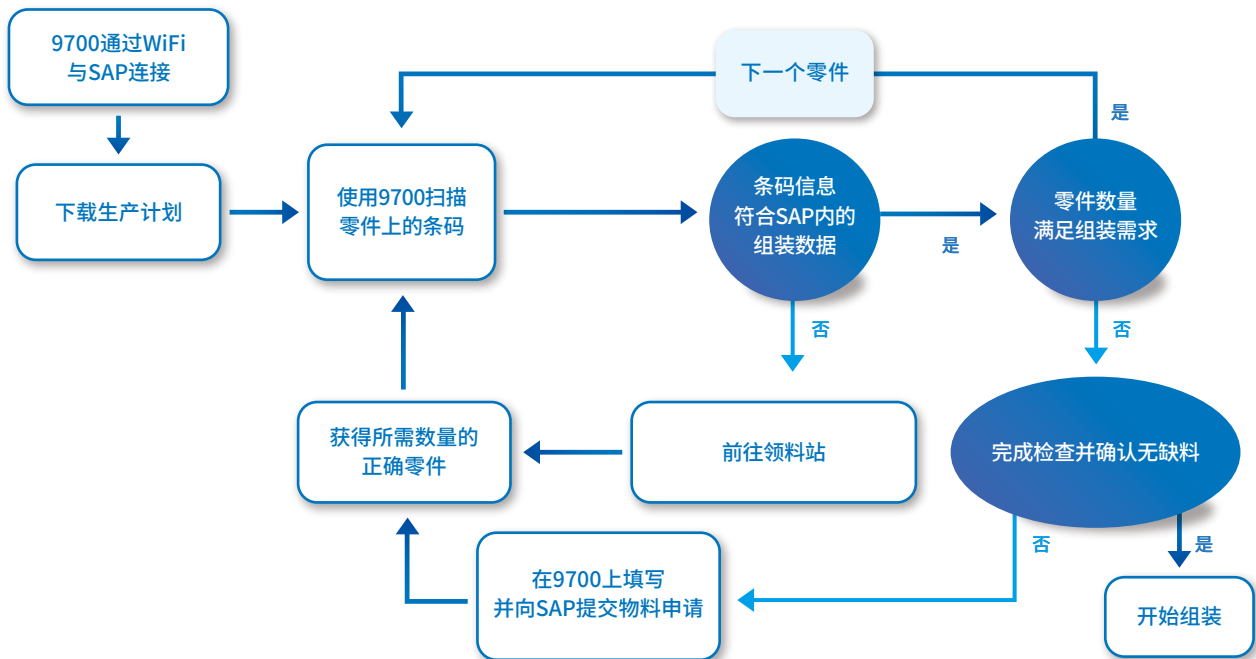 9700通过WiFi
与SAP连接
下载生产计划
使用9700扫描
零件上的条码
下一个零件
条码信息
符合SAP内的
组装数据
是
零件数量
满足组装需求
是
否
否
获得所需数量的
正确零件
前往领料站
完成检查并确认无缺料
否
是
在9700上填写
并向SAP提交物料申请
开始组装